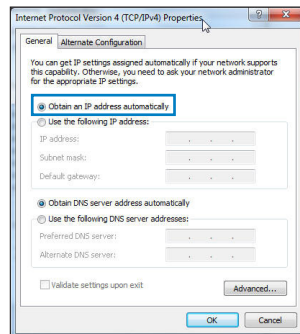 Internet Protocol Version 4 (TCP/IPv4) Properties
General
Alternate Configuration
You can get IP settings assigned automatically if your network supports
this capability. Otherwise, you need to ask your network administrator
for the appropriate IP settings.
Obtain an IP address automatically
Use the following IP address:
IP address:
Subnet mask:
Default gateway:
Obtain DNS server address automatically
Use the following DNS server addresses:
Preferred DNS server:
Alternate DNS server:
Validate settings upon exit
Advanced...
OK
Cancel